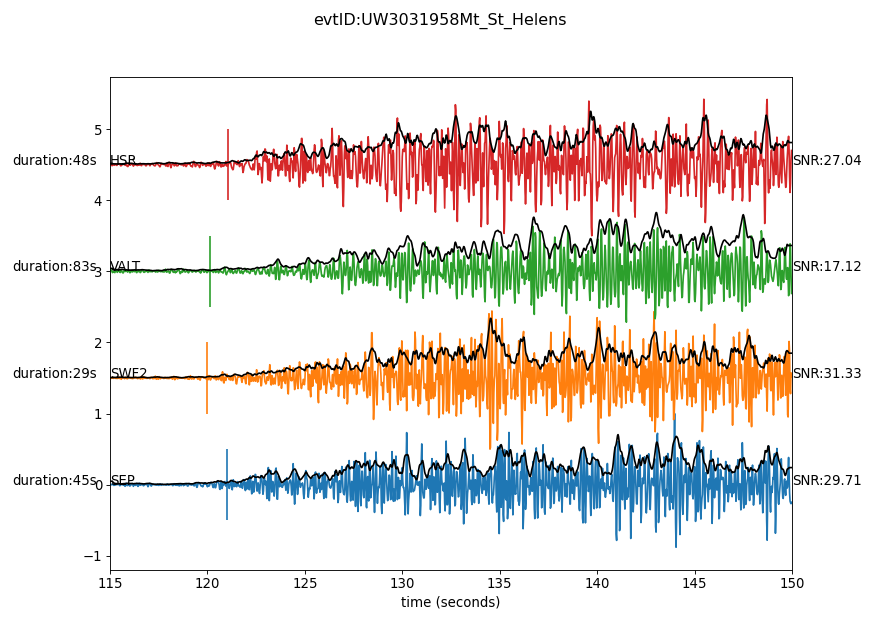 evtID:UW3031958Mt_St_Helens
5
duration:48s HSR SNR:27.04
4
duration:83s 3 VALT SNR:17.12
2
duration:29s SWF2 SNR:31.33
1
duration:45s 0 SEP SNR:29.71
−1
115 120 125 130 135 140 145 150
time (seconds)